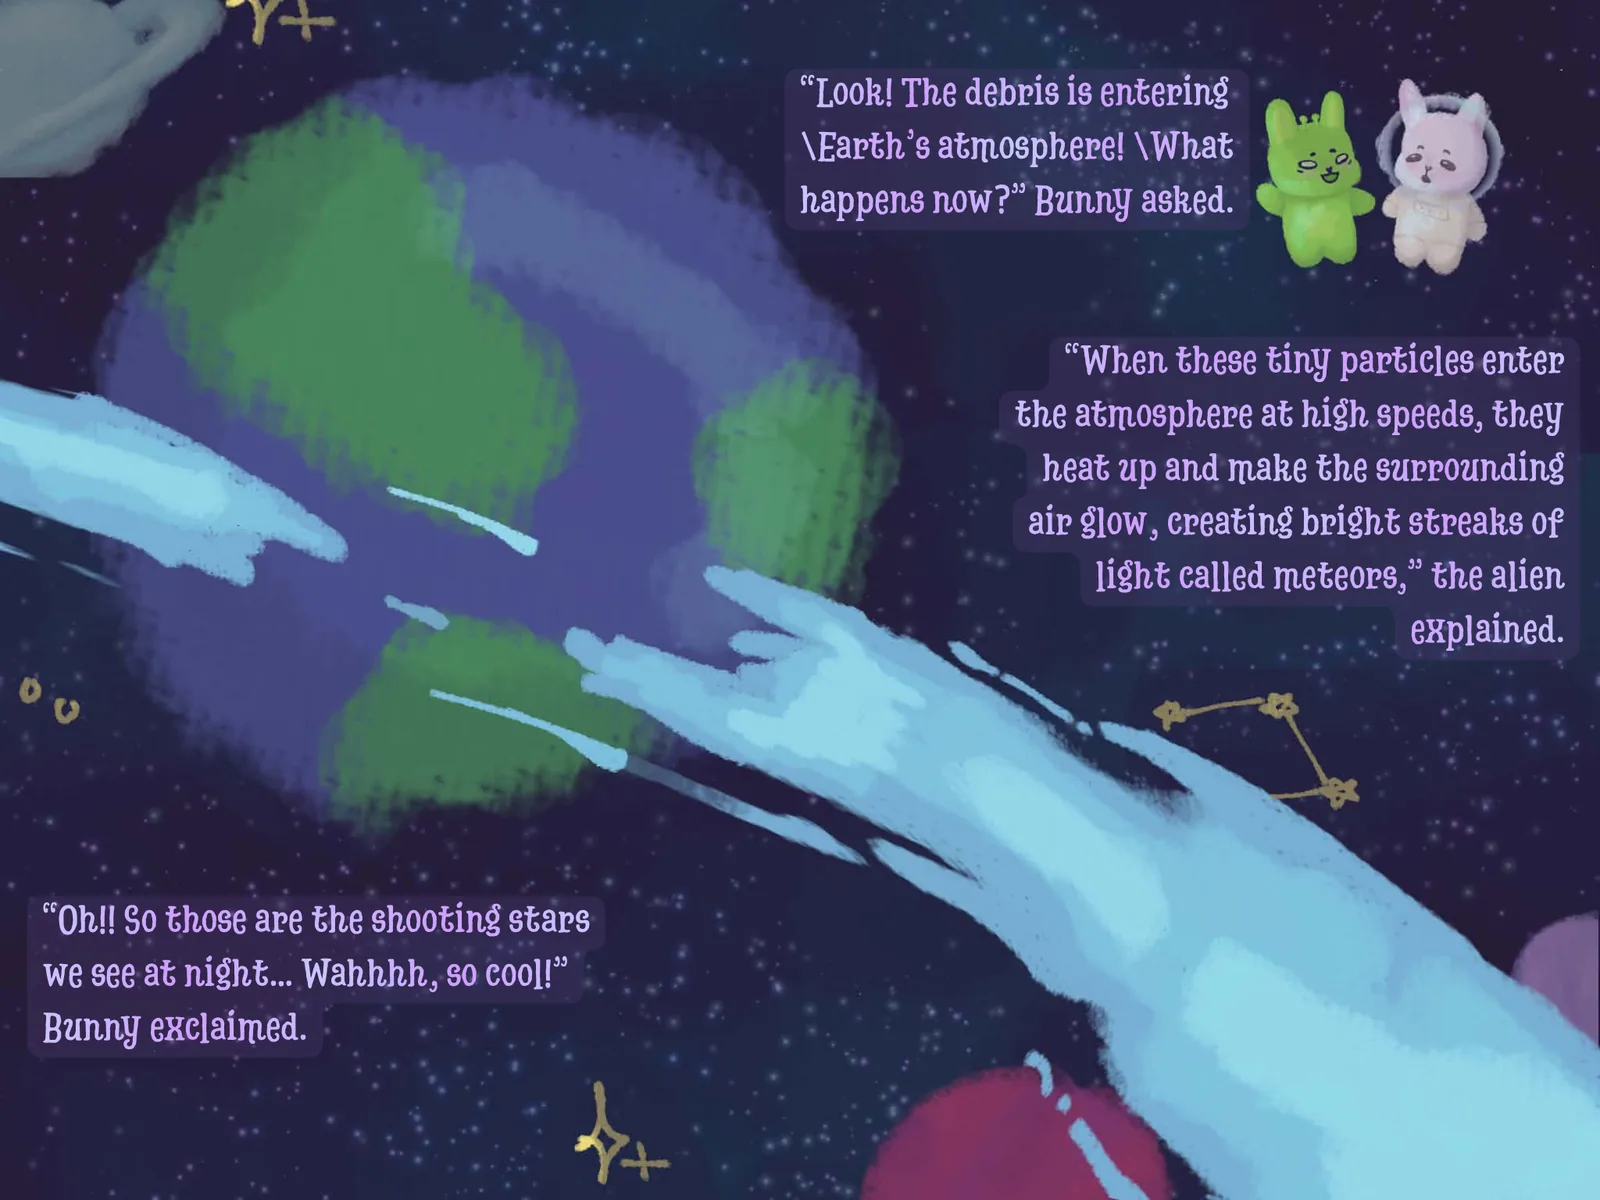 “Look! The debris is entering
\Earth’s atmosphere! \What
happens now?” Bunny asked.
“When these tiny particles enter
the atmosphere at high speeds, they
heat up and make the surrounding
air glow, creating bright streaks of
light called meteors,” the alien
explained.
“Oh!! So those are the shooting stars
we see at night... Wahhhh, so cool!”
Bunny exclaimed.